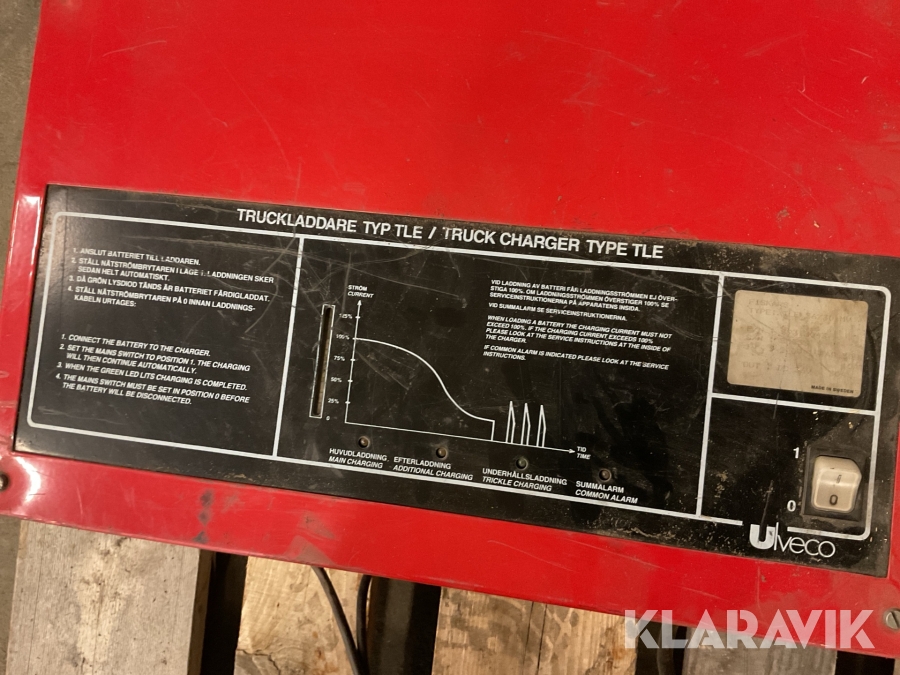 TRUCKLADDARE TYP TLE / TRUCK CHARGER TYPE TLE
1. ANSLUT BATTERIET TILL LADDAREN.
2. STÄLL NÄTSTRÖMBRYTAREN I LÄGE 1. LADDNINGEN SKER
SEDAN HELT AUTOMATISKT.
3. DÅ GRÖN LYSDIOD TÄNDS ÄR BATTERIET FÄRDIGLADDAT.
4. STÄLL NÄTSTRÖMBRYTAREN PÅ 0 INNAN LADDNINGS-
KABELN URTAGES:
1. CONNECT THE BATTERY TO THE CHARGER.
2. SET THE MAINS SWITCH TO POSITION 1. THE CHARGING
WILL THEN CONTINUE AUTOMATICALLY.
3. WHEN THE GREEN LED LITS CHARGING IS COMPLETED.
4. THE MAINS SWITCH MUST BE SET IN POSITION 0 BEFORE
THE BATTERY WILL BE DISCONNECTED.
STRÖM
CURRENT
125%
100%
75%
50%
25%
0
TID
TIME
HUVUDLADDNING
MAIN CHARGING
EFTERLADDNING
ADDITIONAL CHARGING
UNDERHÅLLSLADDNING
TRICKLE CHARGING
SUMMALARM
COMMON ALARM
VID LADDNING AV BATTERI FÅR LADDNINGSSTRÖMMEN EJ ÖVER-
STIGA 100%. OM LADDNINGSSTRÖMMEN ÖVERSTIGER 100% SE
SERVICEINSTRUKTIONERNA PÅ APPARATENS INSIDA.
VID SUMMALARM SE SERVICEINSTRUKTIONERNA.
WHEN LOADING A BATTERY THE CHARGING CURRENT MUST NOT
EXCEED 100%. IF THE CHARGING CURRENT EXCEEDS 100%
PLEASE LOOK AT THE SERVICE INSTRUCTIONS AT THE INSIDE OF
THE CHARGER.
IF COMMON ALARM IS INDICATED PLEASE LOOK AT THE SERVICE
INSTRUCTIONS.
MADE IN SWEDEN
1
0
0
Ulveco
KLARAVIK